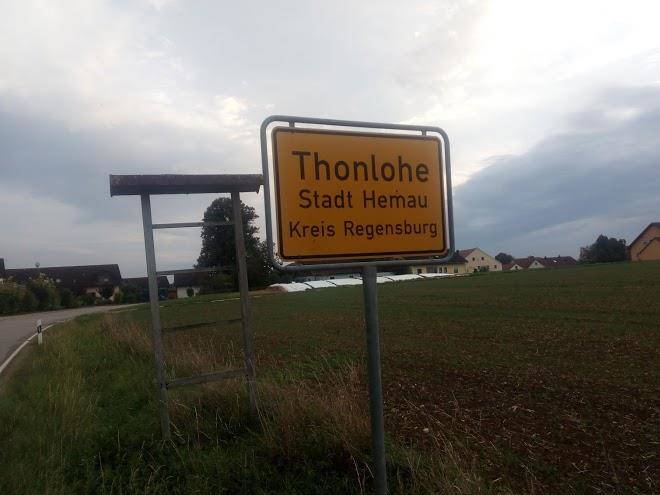 Thonlohe
Stadt Hemau
Kreis Regensburg